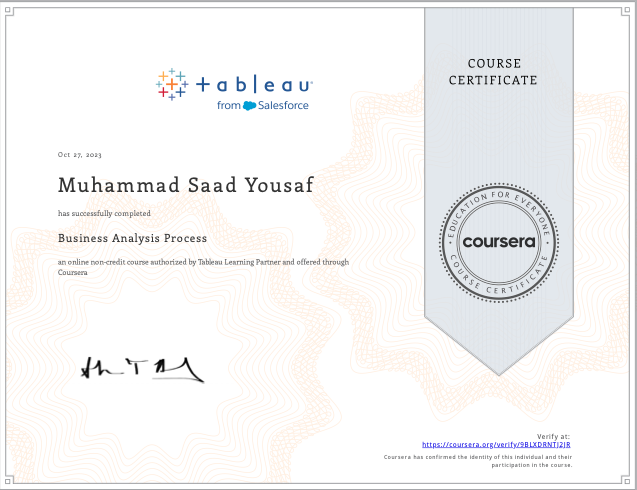 COURSE
CERTIFICATE
+ableau
from Salesforce
Oct 27, 2023
Muhammad Saad Yousaf
has successfully completed
Business Analysis Process
an online non-credit course authorized by Tableau Learning Partner and offered through
Coursera
EDUCATION FOR EVERYONE
coursera
COURSE CERTIFICATE
Verify at:
https://coursera.org/verify/9BLXDRNTJ2JR
Coursera has confirmed the identity of this individual and their
participation in the course.